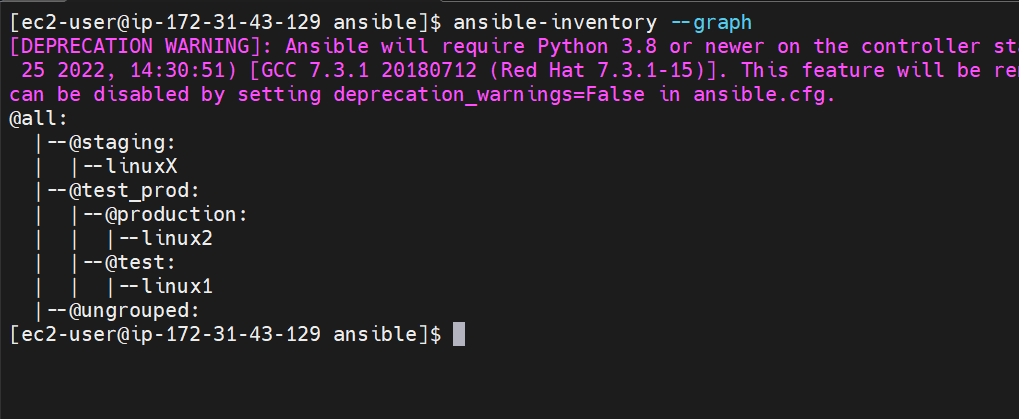 [ec2-user@ip-172-31-43-129 ansible]$ ansible-inventory --graph
[DEPRECATION WARNING]: Ansible will require Python 3.8 or newer on the controller
 25 2022, 14:30:51) [GCC 7.3.1 20180712 (Red Hat 7.3.1-15)]. This feature will be
can be disabled by setting deprecation_warnings=False in ansible.cfg.
@all:
  |--@staging:
  |  |--linuxX
  |--@test_prod:
  |  |--@production:
  |  |  |--linux2
  |  |--@test:
  |  |  |--linux1
  |--@ungrouped:
[ec2-user@ip-172-31-43-129 ansible]$